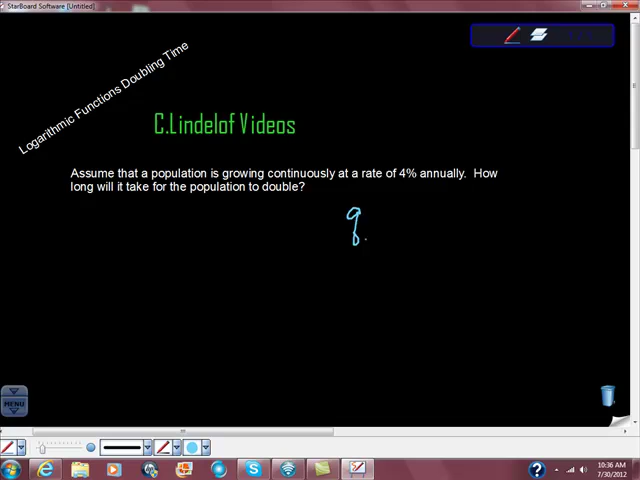 StarBoard Software [Untitled]
Logarithmic Functions Doubling Time
C.Lindelof Videos
Assume that a population is growing continuously at a rate of 4% annually. How
long will it take for the population to double?
MENU
10:36 AM
7/30/2012